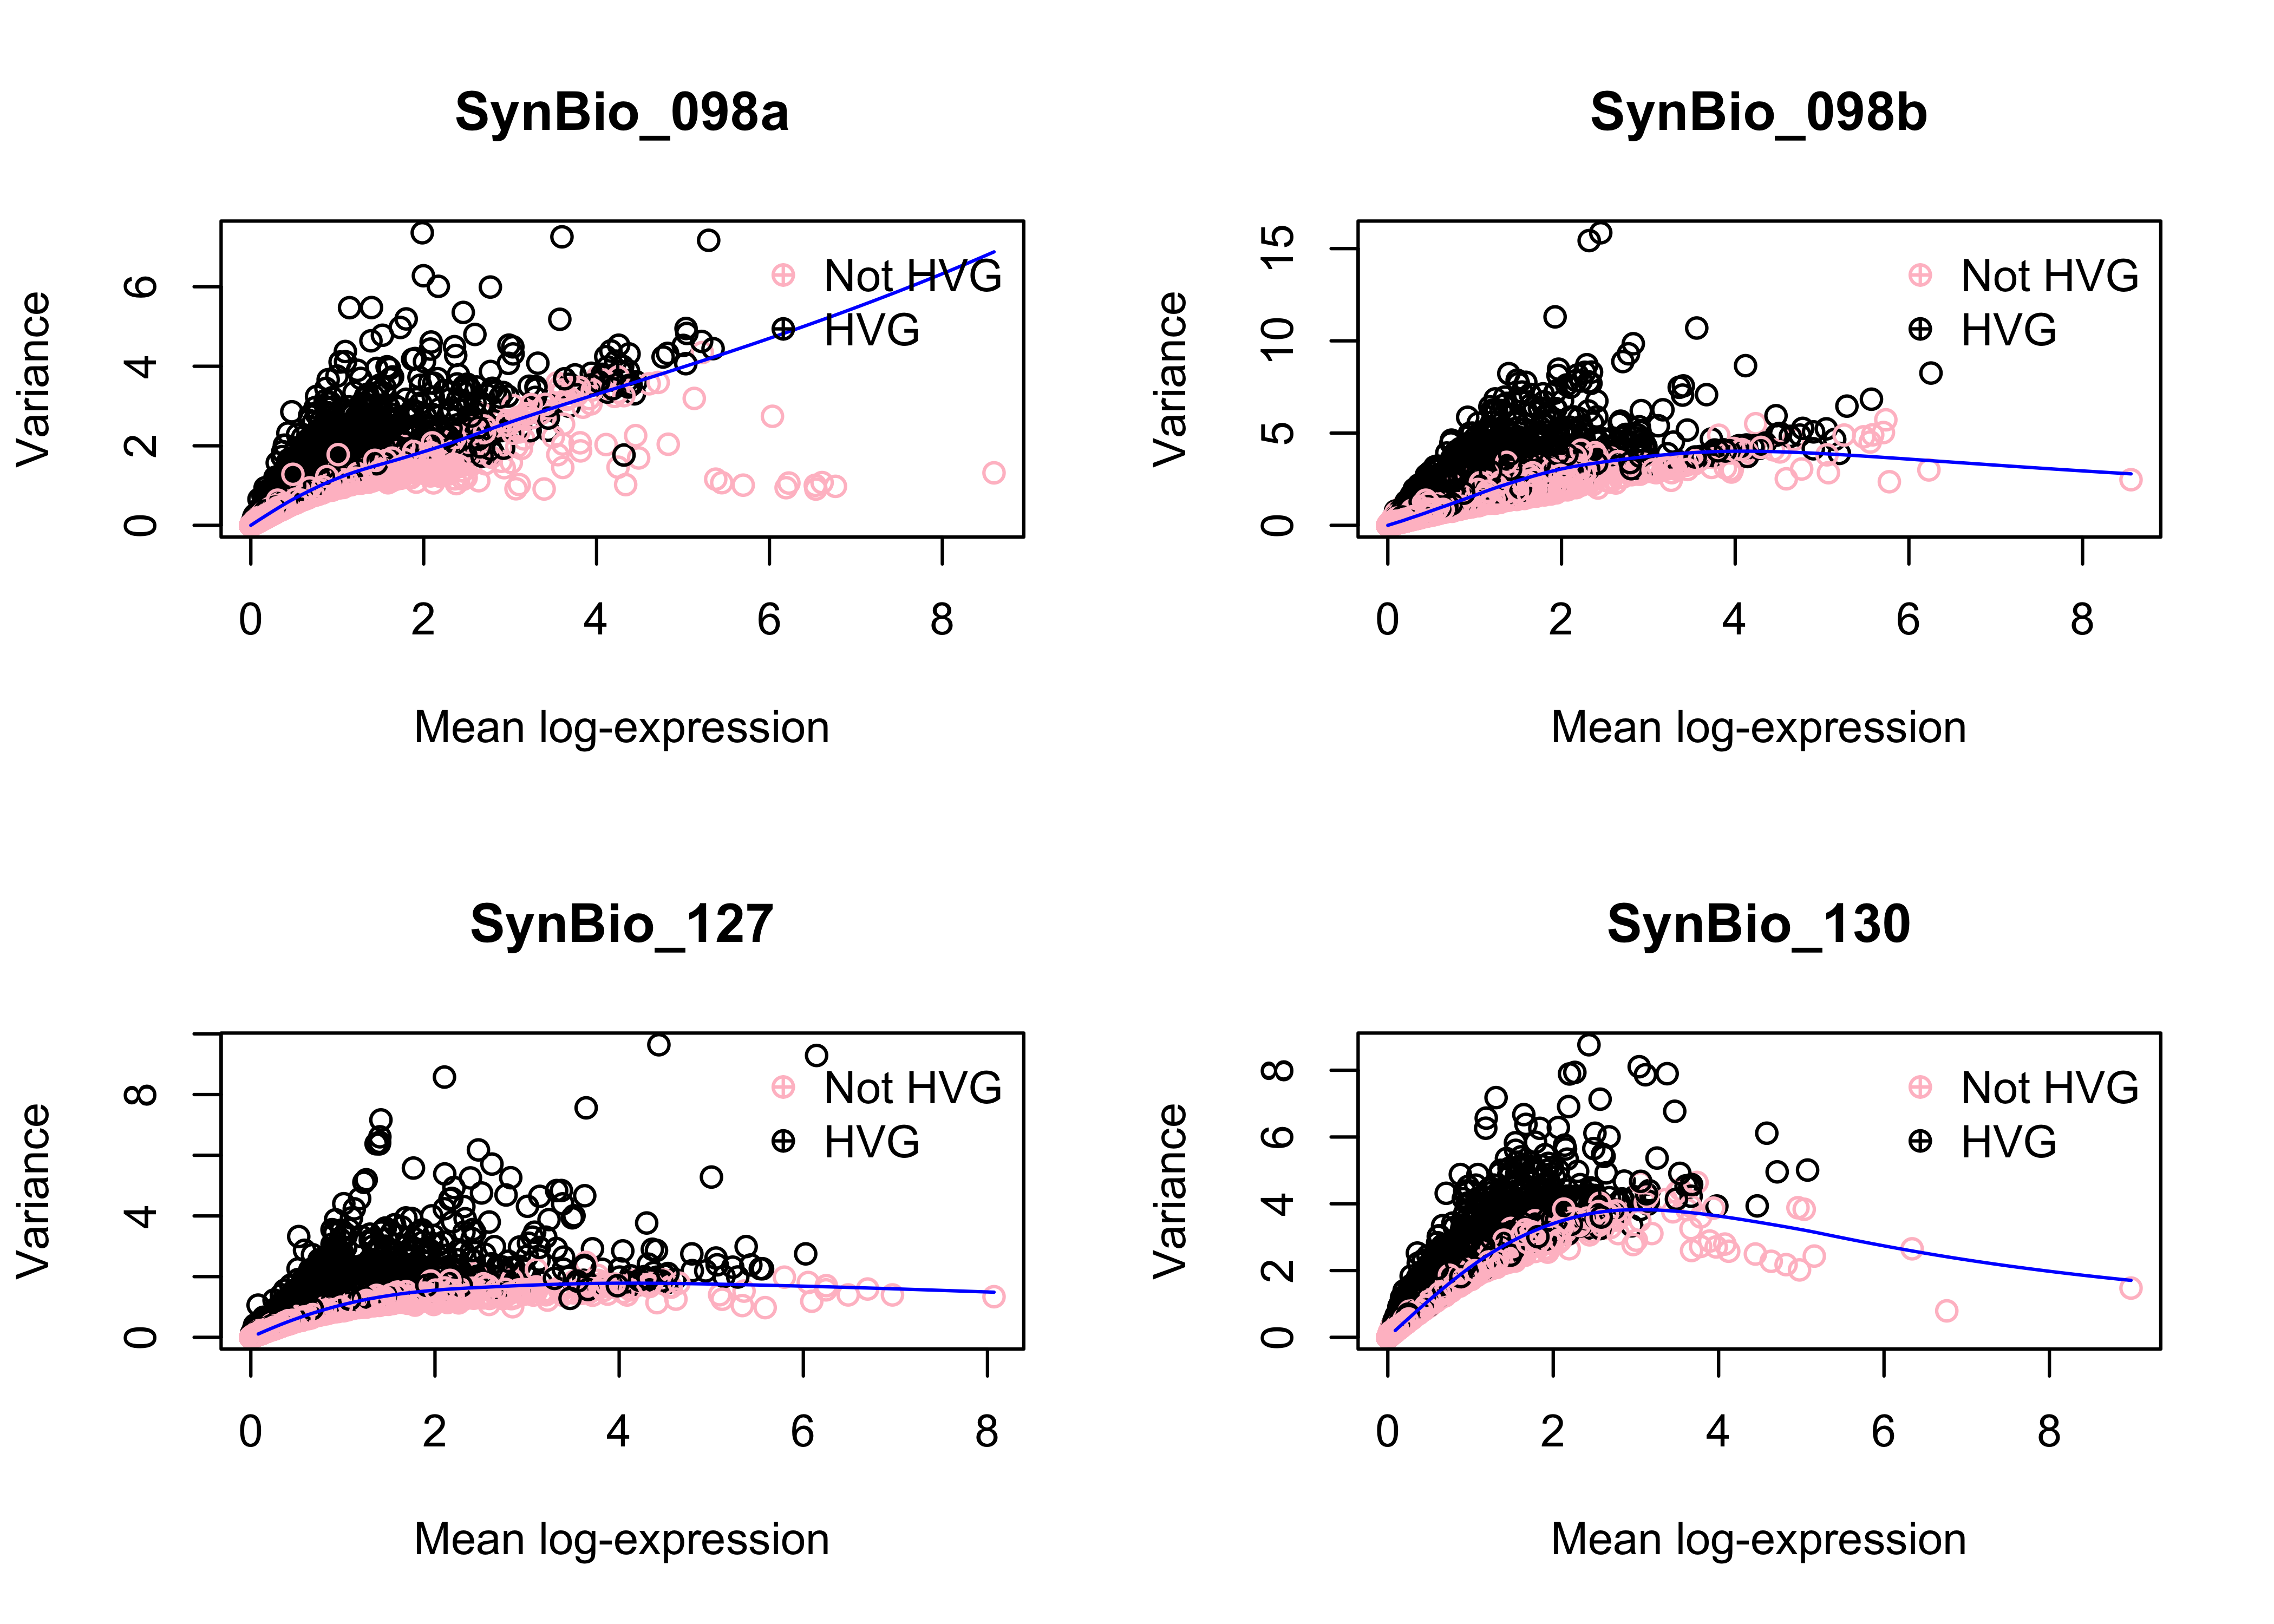 SynBio_098a
Variance
6
4
2
0
Not HVG
HVG
0 2 4 6 8
Mean log-expression
SynBio_098b
Variance
15
10
5
0
Not HVG
HVG
0 2 4 6 8
Mean log-expression
SynBio_127
Variance
8
4
0
Not HVG
HVG
0 2 4 6 8
Mean log-expression
SynBio_130
Variance
8
6
4
2
0
Not HVG
HVG
0 2 4 6 8
Mean log-expression